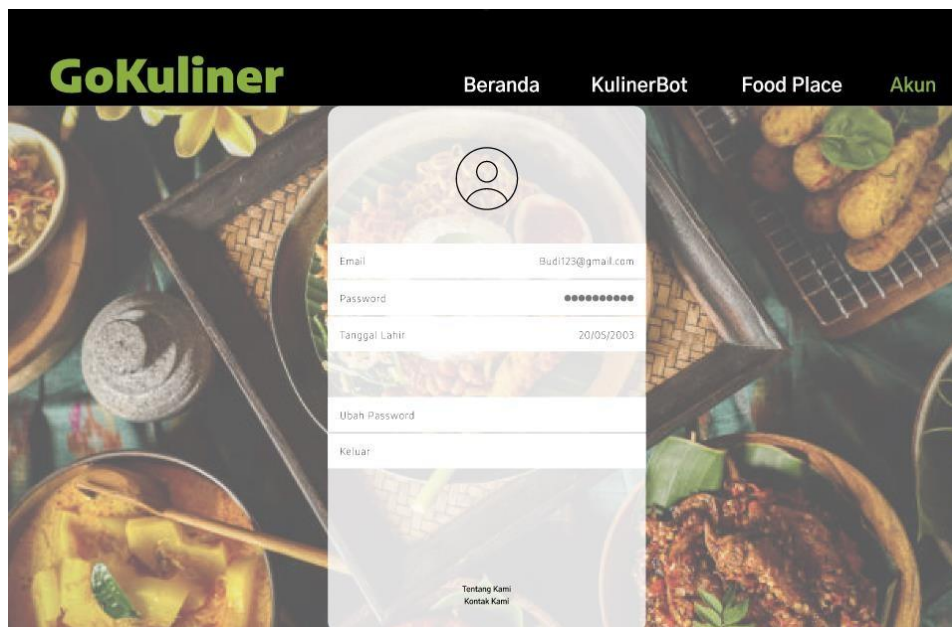 GoKuliner
Beranda KulinerBot Food Place Akun
Email Budi123@gmail.com
Password ●●●●●●●●●●
Tanggal Lahir 20/05/2003
Ubah Password
Keluar
Tentang Kami
Kontak Kami